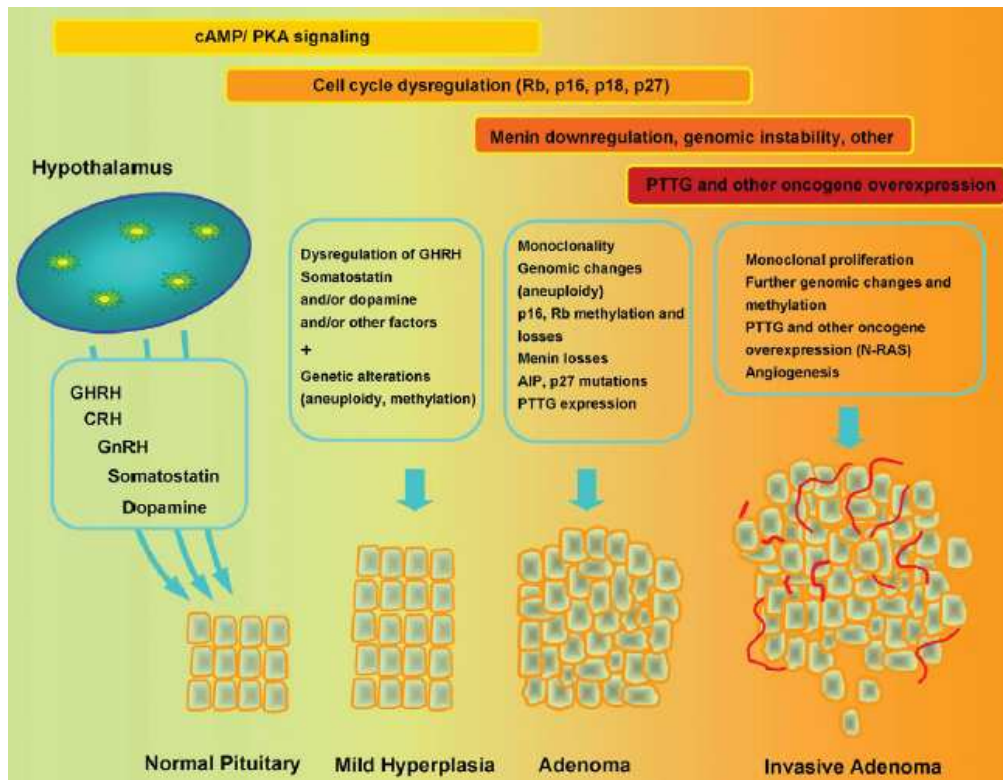 cAMP/ PKA signaling
Cell cycle dysregulation (Rb, p16, p18, p27)
Menin downregulation, genomic instability, other
PTTG and other oncogene overexpression
Hypothalamus
GHRH
CRH
GnRH
Somatostatin
Dopamine
Dysregulation of GHRH
Somatostatin
and/or dopamine
and/or other factors
+
Genetic alterations
(aneuploidy, methylation)
Monoclonality
Genomic changes
(aneuploidy)
p16, Rb methylation and
losses
Menin losses
AIP, p27 mutations
PTTG expression
Monoclonal proliferation
Further genomic changes and
methylation
PTTG and other oncogene
overexpression (N-RAS)
Angiogenesis
Normal Pituitary
Mild Hyperplasia
Adenoma
Invasive Adenoma